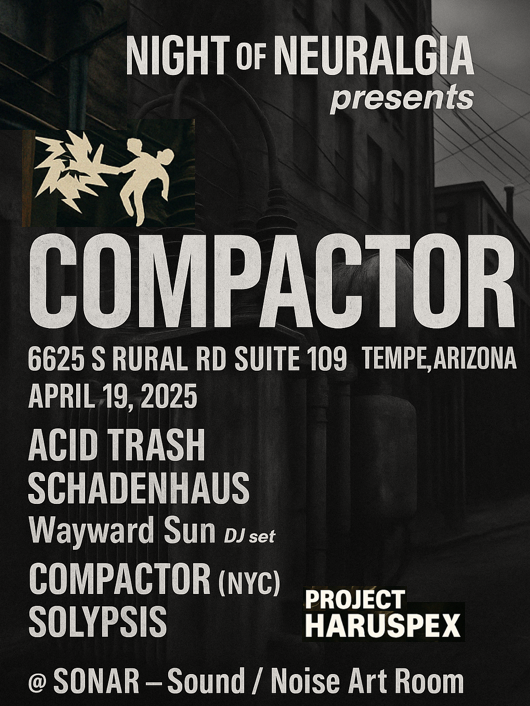 NIGHT OF NEURALGIA
presents
COMPACTOR
6625 S RURAL RD SUITE 109 TEMPE, ARIZONA
APRIL 19, 2025
ACID TRASH
SCHADENHAUS
Wayward Sun DJ set
COMPACTOR (NYC)
SOLYPSIS
PROJECT
HARUSPEX
@ SONAR – Sound / Noise Art Room